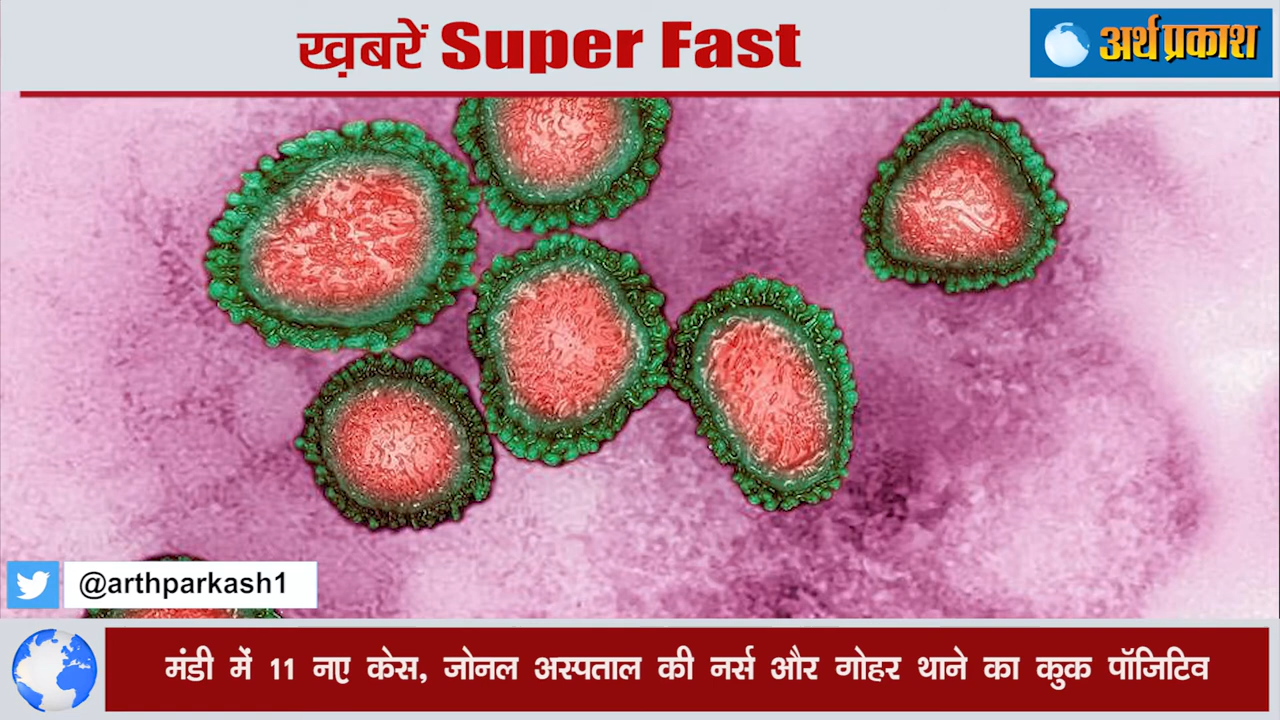 ख़बरें Super Fast
अर्थ प्रकाश
@arthparkash1
मंडी में 11 नए केस, जोनल अस्पताल की नर्स और गोहर थाने का कुक पॉजिटिव